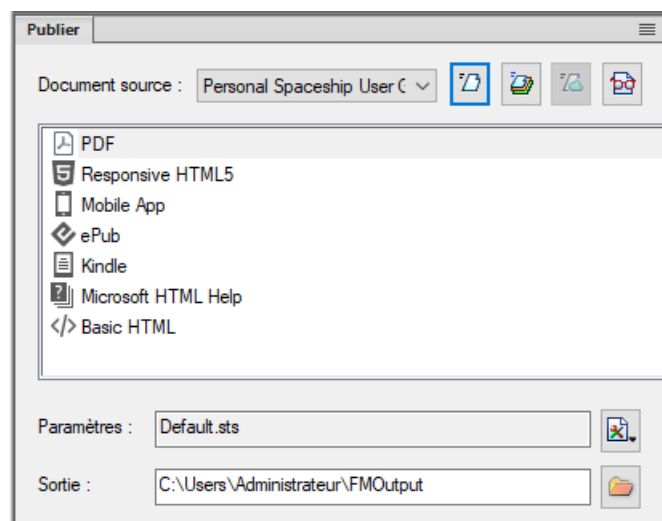 Publier
Document source : Personal Spaceship User
PDF
Responsive HTML5
Mobile App
ePub
Kindle
Microsoft HTML Help
Basic HTML
Paramètres : Default.sts
Sortie : C:\Users\Administrateur\FMOutput